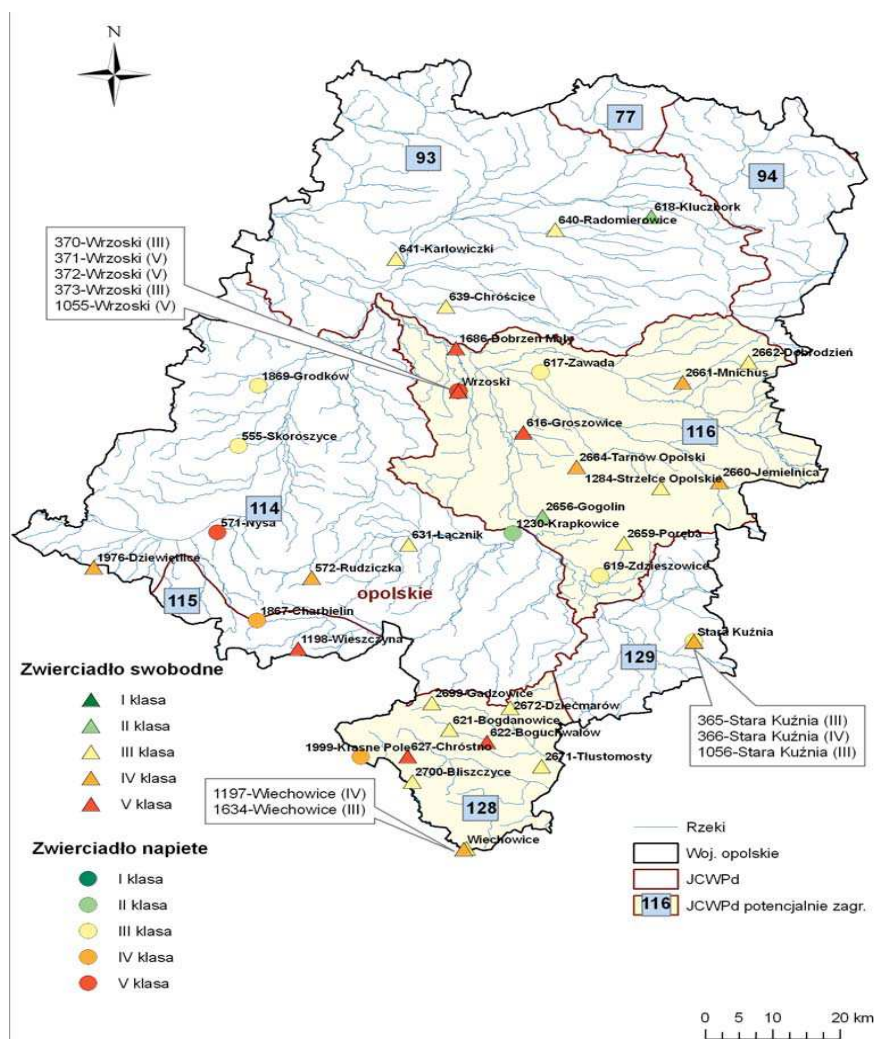 N
77
93
94
618-Kluczbork
640-Radomierowice
370-Wrzoski (III)
371-Wrzoski (V)
372-Wrzoski (V)
373-Wrzoski (III)
1055-Wrzoski (V)
641-Karłowiczki
639-Chróścice
1686-Dobrzeń Mały
2662-Dobrodzień
617-Zawada
1869-Grodków
Wrzoski
2661-Mnichus
616-Groszowice
116
555-Skoroszyce
2664-Tarnów Opolski
1284-Strzelce Opolskie
2660-Jemielnica
114
2656-Gogolin
571-Nysa
1230-Krapkowice
631-Łącznik
2659-Poręba
1976-Dziewiętlice
572-Rudziczka
619-Zdzieszowice
opolskie
115
1867-Charbielin
1198-Wieszczyna
Stara Kuźnia
129
Zwierciadło swobodne
I klasa
II klasa
III klasa
IV klasa
V klasa
2699-Gadzowice
2672-Dziećmarów
621-Bogdanowice
622-Boguchwałów
365-Stara Kuźnia (III)
366-Stara Kuźnia (IV)
1056-Stara Kuźnia (III)
1999-Krasne Pole
627-Chróstno
2671-Tłustomosty
2700-Bliszczyce
1197-Wiechowice (IV)
1634-Wiechowice (III)
128
Wiechowice
Zwierciadło napiete
I klasa
II klasa
III klasa
IV klasa
V klasa
Rzeki
Woj. opolskie
JCWPd
116 JCWPd potencjalnie zagr.
0 5 10 20 km